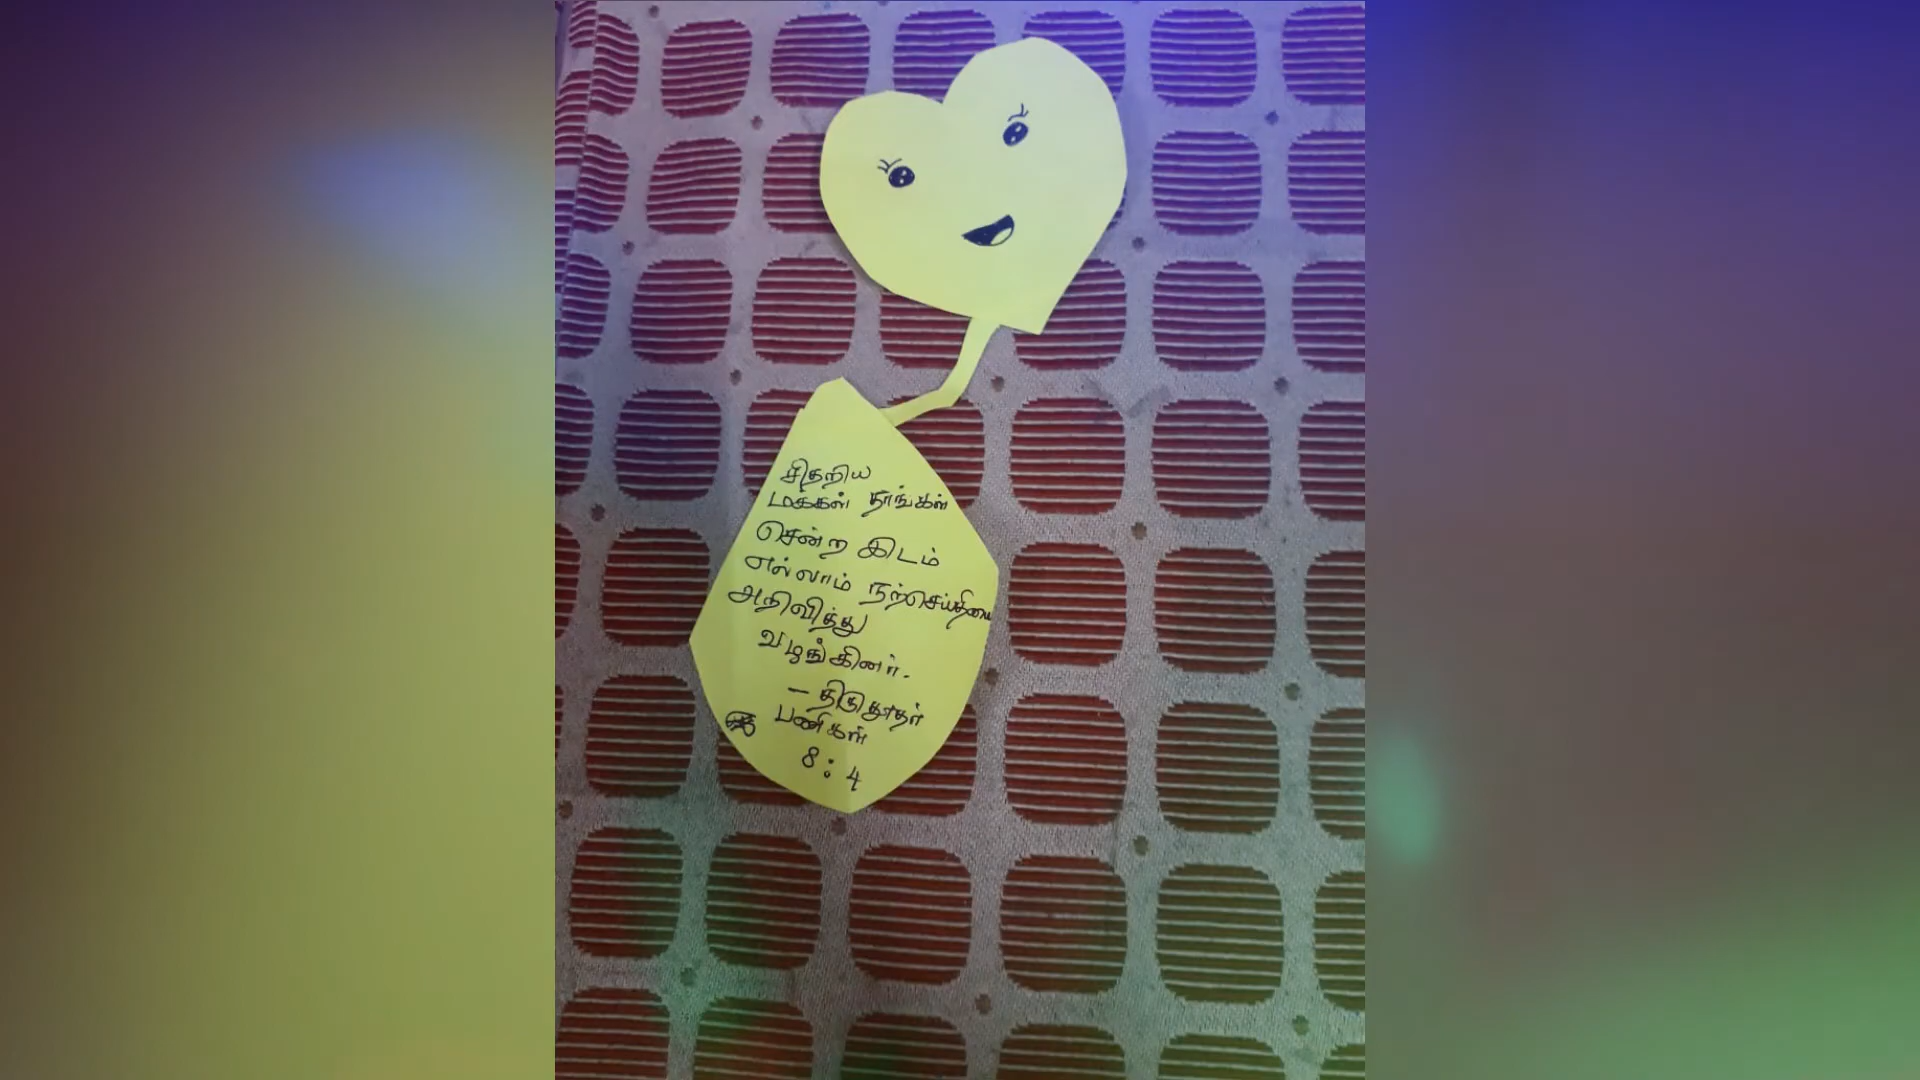 சிதறிய
மக்கள் தாங்கள்
சென்ற இடம்
எல்லாம் நற்செய்தியை
அறிவித்து
வழங்கினர்.
– திருதூதர்
பணிகள்
8 : 4